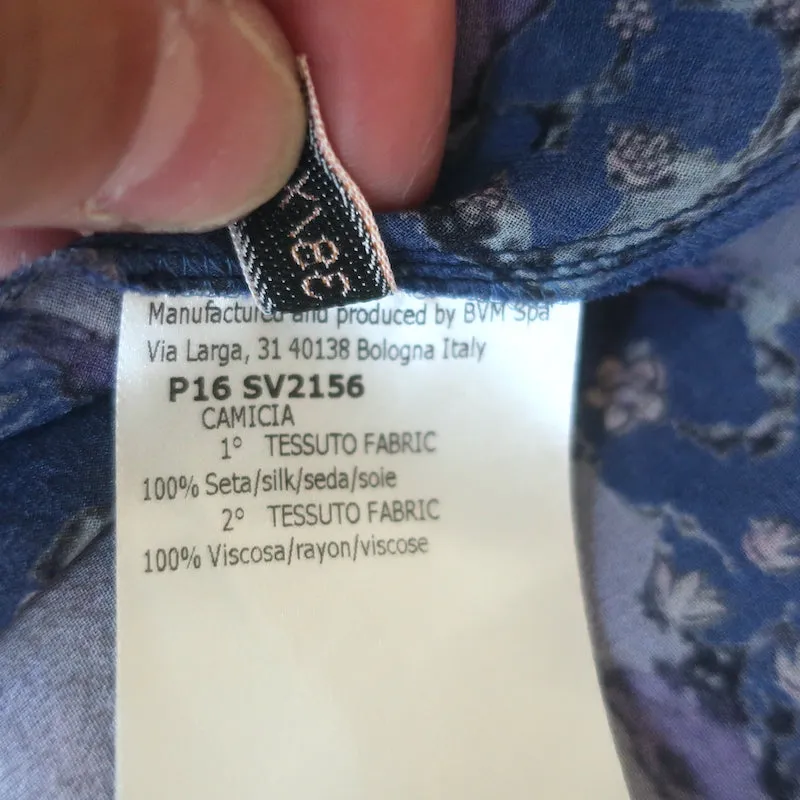 Manufactured and produced by BVM Spa
Via Larga, 31 40138 Bologna Italy
P16 SV2156
CAMICIA
1° TESSUTO FABRIC
100% Seta/silk/seda/soie
2° TESSUTO FABRIC
100% Viscosa/rayon/viscose